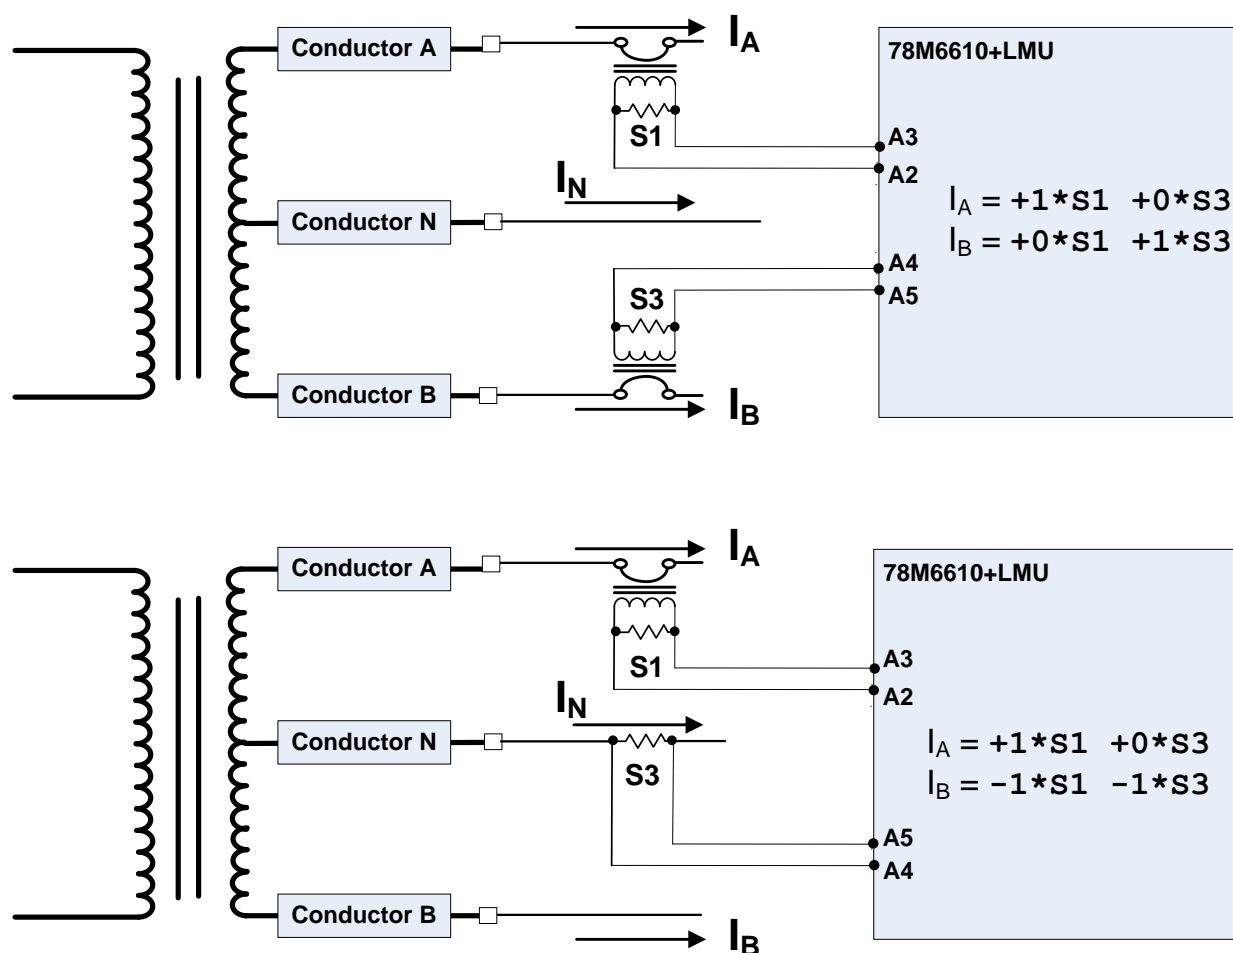 Conductor A
I_A
78M6610+LMU
S1
A3
A2
I_N
I_A = +1*S1 +0*S3
Conductor N
I_B = +0*S1 +1*S3
A4
S3
A5
Conductor B
I_B
Conductor A
I_A
78M6610+LMU
S1
A3
A2
I_N
Conductor N
I_A = +1*S1 +0*S3
S3
I_B = -1*S1 -1*S3
A5
A4
Conductor B
I_B